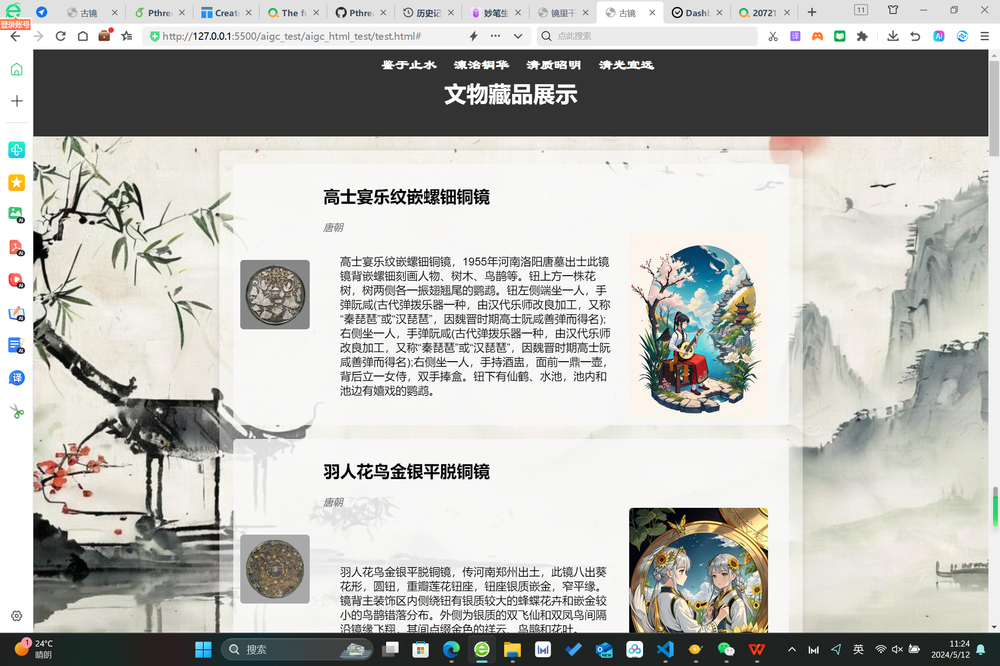 古镜
Pthrea
Create
The fu
Pthrea
历史记
妙笔生
镜里千
古镜
Dashb
20721
11
登录账号
http://127.0.0.1:5500/aigc_test/aigc_html_test/test.html#
点此搜索
译
AI
鉴于止水 涷治铜华 清质昭明 清光宜远
文物藏品展示
高士宴乐纹嵌螺钿铜镜
唐朝
高士宴乐纹嵌螺钿铜镜，1955年河南洛阳唐墓出士此镜
镜背嵌螺钿刻画人物、树木、鸟鹊等。钮上方一株花
树，树两侧各一振翅翘尾的鹦鹉。钮左侧端坐一人，手
弹阮咸(古代弹拨乐器一种，由汉代乐师改良加工，又称
“秦琵琶”或“汉琵琶”，因魏晋时期高士阮咸善弹而得名);
右侧坐一人，手弹阮咸(古代弹拨乐器一种，由汉代乐师
改良加工，又称“秦琵琶”或“汉琵琶”，因魏晋时期高士阮
咸善弹而得名);右侧坐一人，手持酒盅，面前一鼎一壶，
背后立一女侍，双手捧盒。钮下有仙鹤、水池，池内和
池边有嬉戏的鹦鹉。
羽人花鸟金银平脱铜镜
唐朝
羽人花鸟金银平脱铜镜，传河南郑州出土，此镜八出葵
花形，圆钮，重瓣莲花钮座，钮座银质嵌金，窄平缘。
镜背主装饰区内侧绕钮有银质较大的蜂蝶花卉和嵌金较
小的鸟鹊错落分布。外侧为银质的双飞仙和双凤鸟间隔
沿镜缘飞翔，其间点缀金色的祥云、鸟鹊和花叶。
AI
AI
AI
AI
AI
译
1
24°C
晴朗
搜索
NEW
英
11:24
2024/5/12